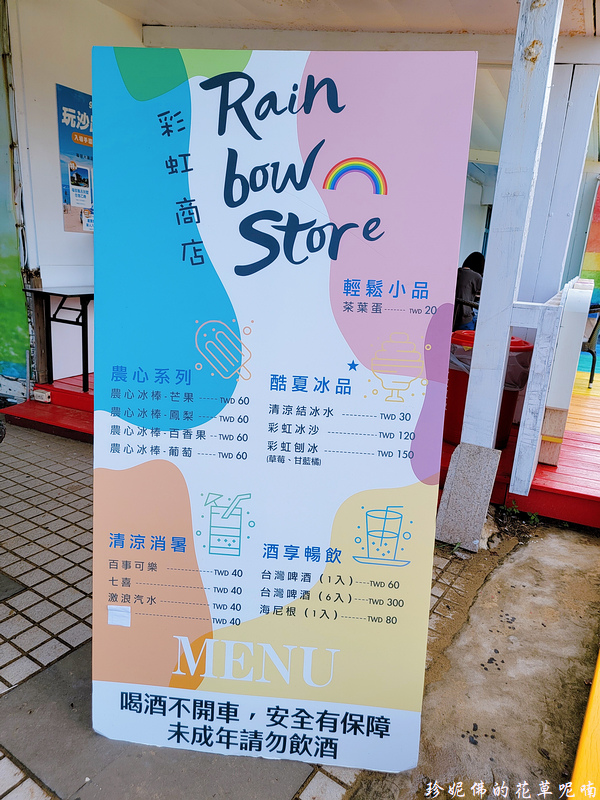 玩沙
彩虹商店
Rain
bow
Store
輕鬆小品
茶葉蛋 ------ TWD 20
農心系列
農心冰棒-芒果 ----- TWD 60
農心冰棒-鳳梨 ----- TWD 60
農心冰棒-百香果 -- TWD 60
農心冰棒-葡萄 ----- TWD 60
酷夏冰品
清涼結冰水 ------------ TWD 30
彩虹冰沙 --------------- TWD 120
彩虹刨冰 --------------- TWD 150
(草莓、甘藍橘)
清涼消暑
百事可樂 -------------- TWD 40
七喜 -------------------- TWD 40
激浪汽水 -------------- TWD 40
-------------------- TWD 40
酒享暢飲
台灣啤酒（1入）---- TWD 60
台灣啤酒（6入）---- TWD 300
海尼根（1入）------- TWD 80
MENU
喝酒不開車，安全有保障
未成年請勿飲酒
珍妮佛的花草呢喃